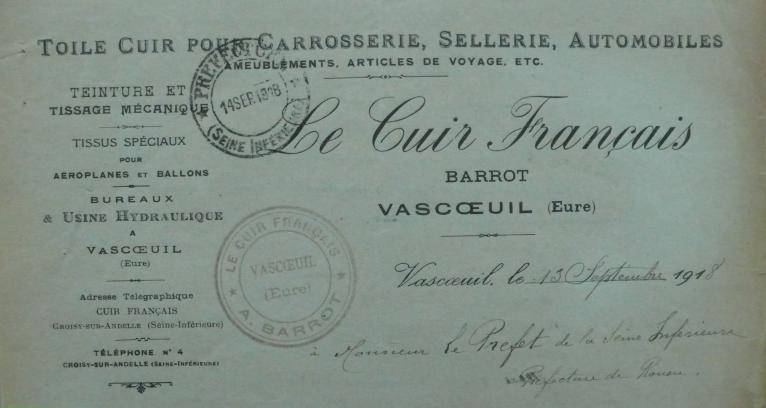 TOILE CUIR POUR CARROSSERIE, SELLERIE, AUTOMOBILES
AMEUBLEMENTS, ARTICLES DE VOYAGE, ETC.
TEINTURE ET
TISSAGE MÉCANIQUE
TISSUS SPÉCIAUX
POUR
AÉROPLANES ET BALLONS
BUREAUX
& USINE HYDRAULIQUE
A
VASCŒUIL
(Eure)
Adresse Télégraphique
CUIR FRANÇAIS
CROISY-SUR-ANDELLE (Seine-Inférieure)
TÉLÉPHONE N° 4
CROISY-SUR-ANDELLE (SEINE-INFÉRIEURE)
14 SEP. 1918
(SEINE INFÉRIEURE)
Le Cuir Français
BARROT
VASCŒUIL (Eure)
LE CUIR FRANÇAIS
VASCŒUIL
(Eure)
A. BARROT
Vascœuil, le 13 Septembre 1918
à Monsieur Le Prefet de la Seine Inferieure
Prefecture de Rouen.